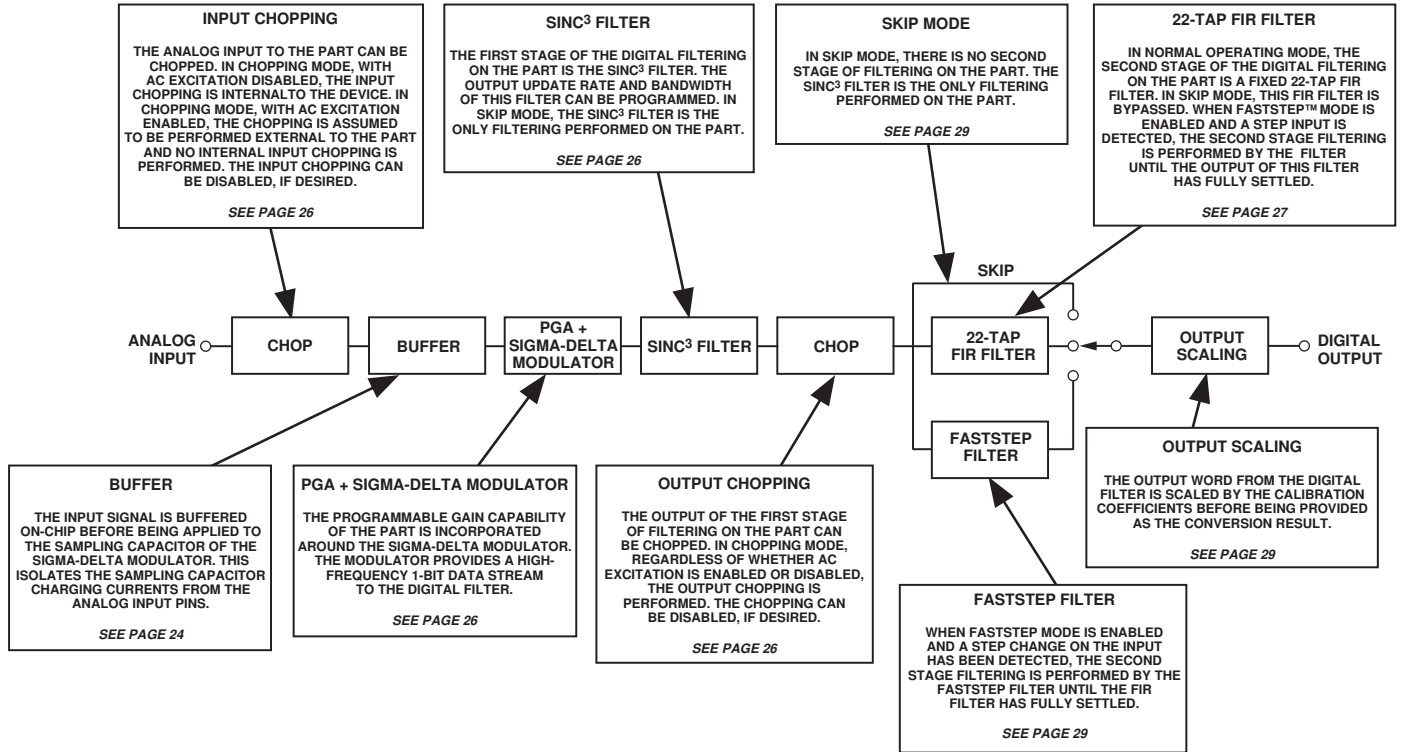 INPUT CHOPPING
THE ANALOG INPUT TO THE PART CAN BE
CHOPPED. IN CHOPPING MODE, WITH
AC EXCITATION DISABLED, THE INPUT
CHOPPING IS INTERNALTO THE DEVICE. IN
CHOPPING MODE, WITH AC EXCITATION
ENABLED, THE CHOPPING IS ASSUMED
TO BE PERFORMED EXTERNAL TO THE PART
AND NO INTERNAL INPUT CHOPPING IS
PERFORMED. THE INPUT CHOPPING CAN
BE DISABLED, IF DESIRED.
SEE PAGE 26
SINC³ FILTER
THE FIRST STAGE OF THE DIGITAL FILTERING
ON THE PART IS THE SINC³ FILTER. THE
OUTPUT UPDATE RATE AND BANDWIDTH
OF THIS FILTER CAN BE PROGRAMMED. IN
SKIP MODE, THE SINC³ FILTER IS THE
ONLY FILTERING PERFORMED ON THE PART.
SEE PAGE 26
SKIP MODE
IN SKIP MODE, THERE IS NO SECOND
STAGE OF FILTERING ON THE PART. THE
SINC³ FILTER IS THE ONLY FILTERING
PERFORMED ON THE PART.
SEE PAGE 29
22-TAP FIR FILTER
IN NORMAL OPERATING MODE, THE
SECOND STAGE OF THE DIGITAL FILTERING
ON THE PART IS A FIXED 22-TAP FIR
FILTER. IN SKIP MODE, THIS FIR FILTER IS
BYPASSED. WHEN FASTSTEP™ MODE IS
ENABLED AND A STEP INPUT IS
DETECTED, THE SECOND STAGE FILTERING
IS PERFORMED BY THE FILTER
UNTIL THE OUTPUT OF THIS FILTER
HAS FULLY SETTLED.
SEE PAGE 27
SKIP
ANALOG
INPUT
CHOP
BUFFER
PGA +
SIGMA-DELTA
MODULATOR
SINC³ FILTER
CHOP
22-TAP
FIR FILTER
OUTPUT
SCALING
DIGITAL
OUTPUT
FASTSTEP
FILTER
BUFFER
THE INPUT SIGNAL IS BUFFERED
ON-CHIP BEFORE BEING APPLIED TO
THE SAMPLING CAPACITOR OF THE
SIGMA-DELTA MODULATOR. THIS
ISOLATES THE SAMPLING CAPACITOR
CHARGING CURRENTS FROM THE
ANALOG INPUT PINS.
SEE PAGE 24
PGA + SIGMA-DELTA MODULATOR
THE PROGRAMMABLE GAIN CAPABILITY
OF THE PART IS INCORPORATED
AROUND THE SIGMA-DELTA MODULATOR.
THE MODULATOR PROVIDES A HIGH-
FREQUENCY 1-BIT DATA STREAM
TO THE DIGITAL FILTER.
SEE PAGE 26
OUTPUT CHOPPING
THE OUTPUT OF THE FIRST STAGE
OF FILTERING ON THE PART CAN
BE CHOPPED. IN CHOPPING MODE,
REGARDLESS OF WHETHER AC
EXCITATION IS ENABLED OR DISABLED,
THE OUTPUT CHOPPING IS
PERFORMED. THE CHOPPING CAN
BE DISABLED, IF DESIRED.
SEE PAGE 26
OUTPUT SCALING
THE OUTPUT WORD FROM THE DIGITAL
FILTER IS SCALED BY THE CALIBRATION
COEFFICIENTS BEFORE BEING PROVIDED
AS THE CONVERSION RESULT.
SEE PAGE 29
FASTSTEP FILTER
WHEN FASTSTEP MODE IS ENABLED
AND A STEP CHANGE ON THE INPUT
HAS BEEN DETECTED, THE SECOND
STAGE FILTERING IS PERFORMED BY THE
FASTSTEP FILTER UNTIL THE FIR
FILTER HAS FULLY SETTLED.
SEE PAGE 29